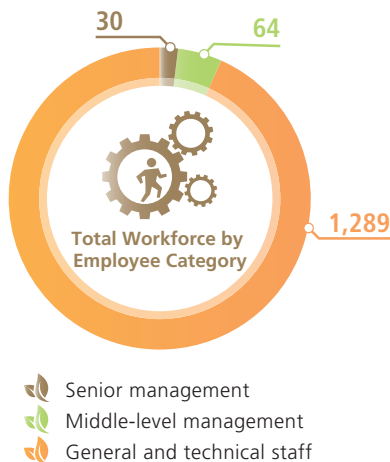 30
64
1,289
Total Workforce by
Employee Category
Senior management
Middle-level management
General and technical staff